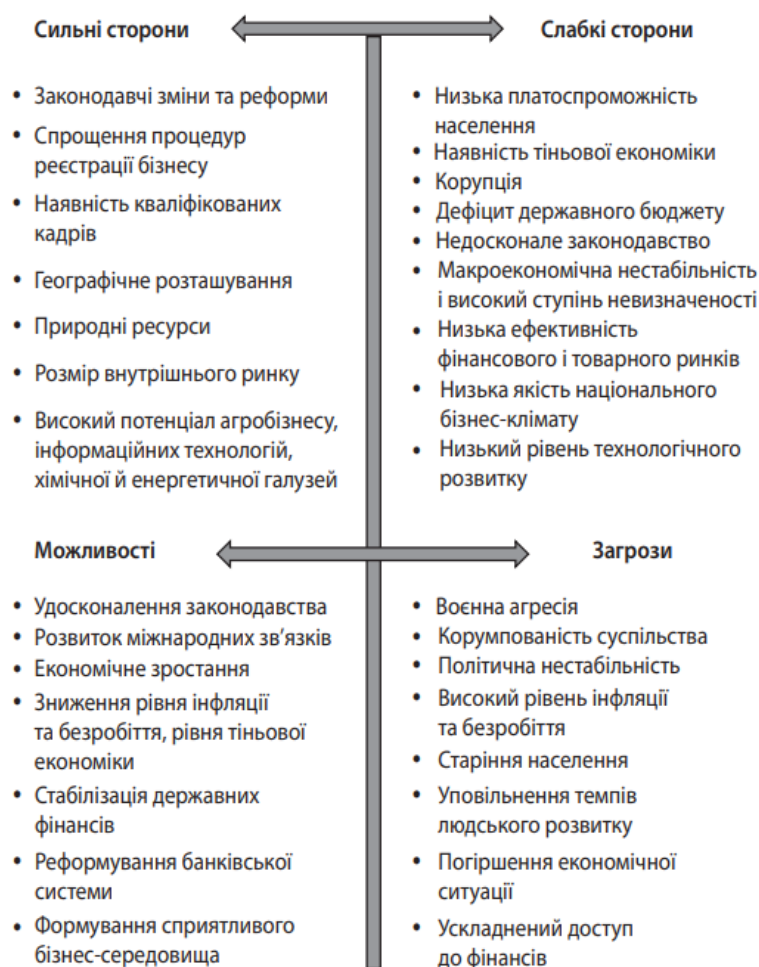 Сильні сторони
Слабкі сторони
• Законодавчі зміни та реформи
• Спрощення процедур
реєстрації бізнесу
• Наявність кваліфікованих
кадрів
• Географічне розташування
• Природні ресурси
• Розмір внутрішнього ринку
• Високий потенціал агробізнесу,
інформаційних технологій,
хімічної й енергетичної галузей
• Низька платоспроможність
населення
• Наявність тіньової економіки
• Корупція
• Дефіцит державного бюджету
• Недосконале законодавство
• Макроекономічна нестабільність
і високий ступінь невизначеності
• Низька ефективність
фінансового і товарного ринків
• Низька якість національного
бізнес-клімату
• Низький рівень технологічного
розвитку
Можливості
Загрози
• Удосконалення законодавства
• Розвиток міжнародних зв’язків
• Економічне зростання
• Зниження рівня інфляції
та безробіття, рівня тіньової
економіки
• Стабілізація державних
фінансів
• Реформування банківської
системи
• Формування сприятливого
бізнес-середовища
• Воєнна агресія
• Корумпованість суспільства
• Політична нестабільність
• Високий рівень інфляції
та безробіття
• Старіння населення
• Уповільнення темпів
людського розвитку
• Погіршення економічної
ситуації
• Ускладнений доступ
до фінансів